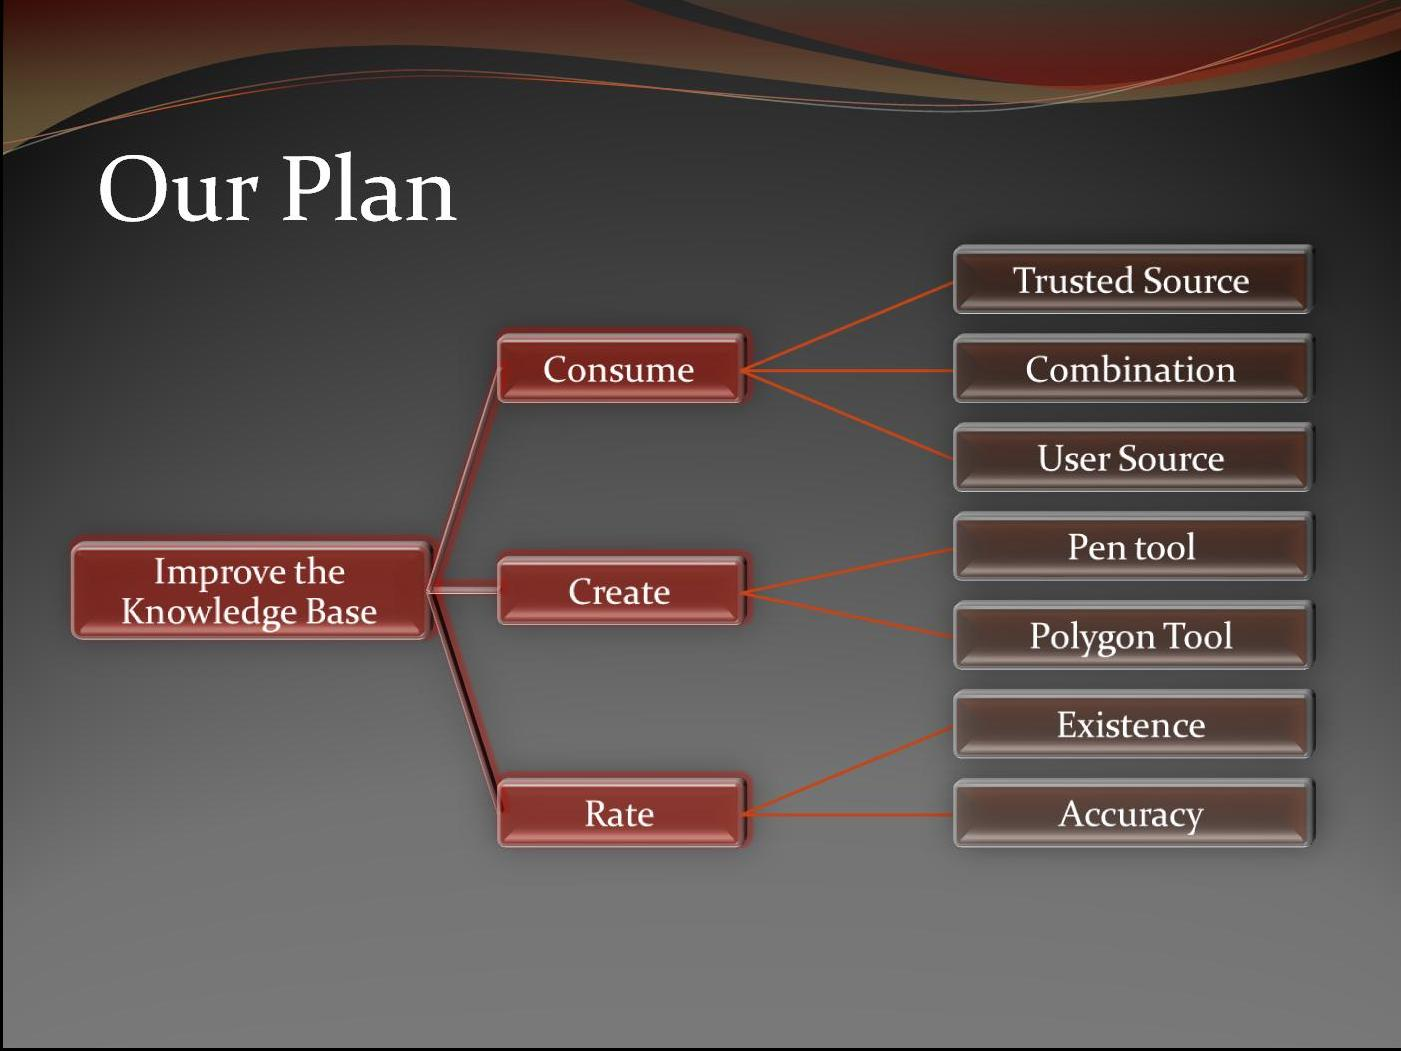 Our Plan
Improve the
Knowledge Base
Consume
Trusted Source
Combination
User Source
Create
Pen tool
Polygon Tool
Rate
Existence
Accuracy